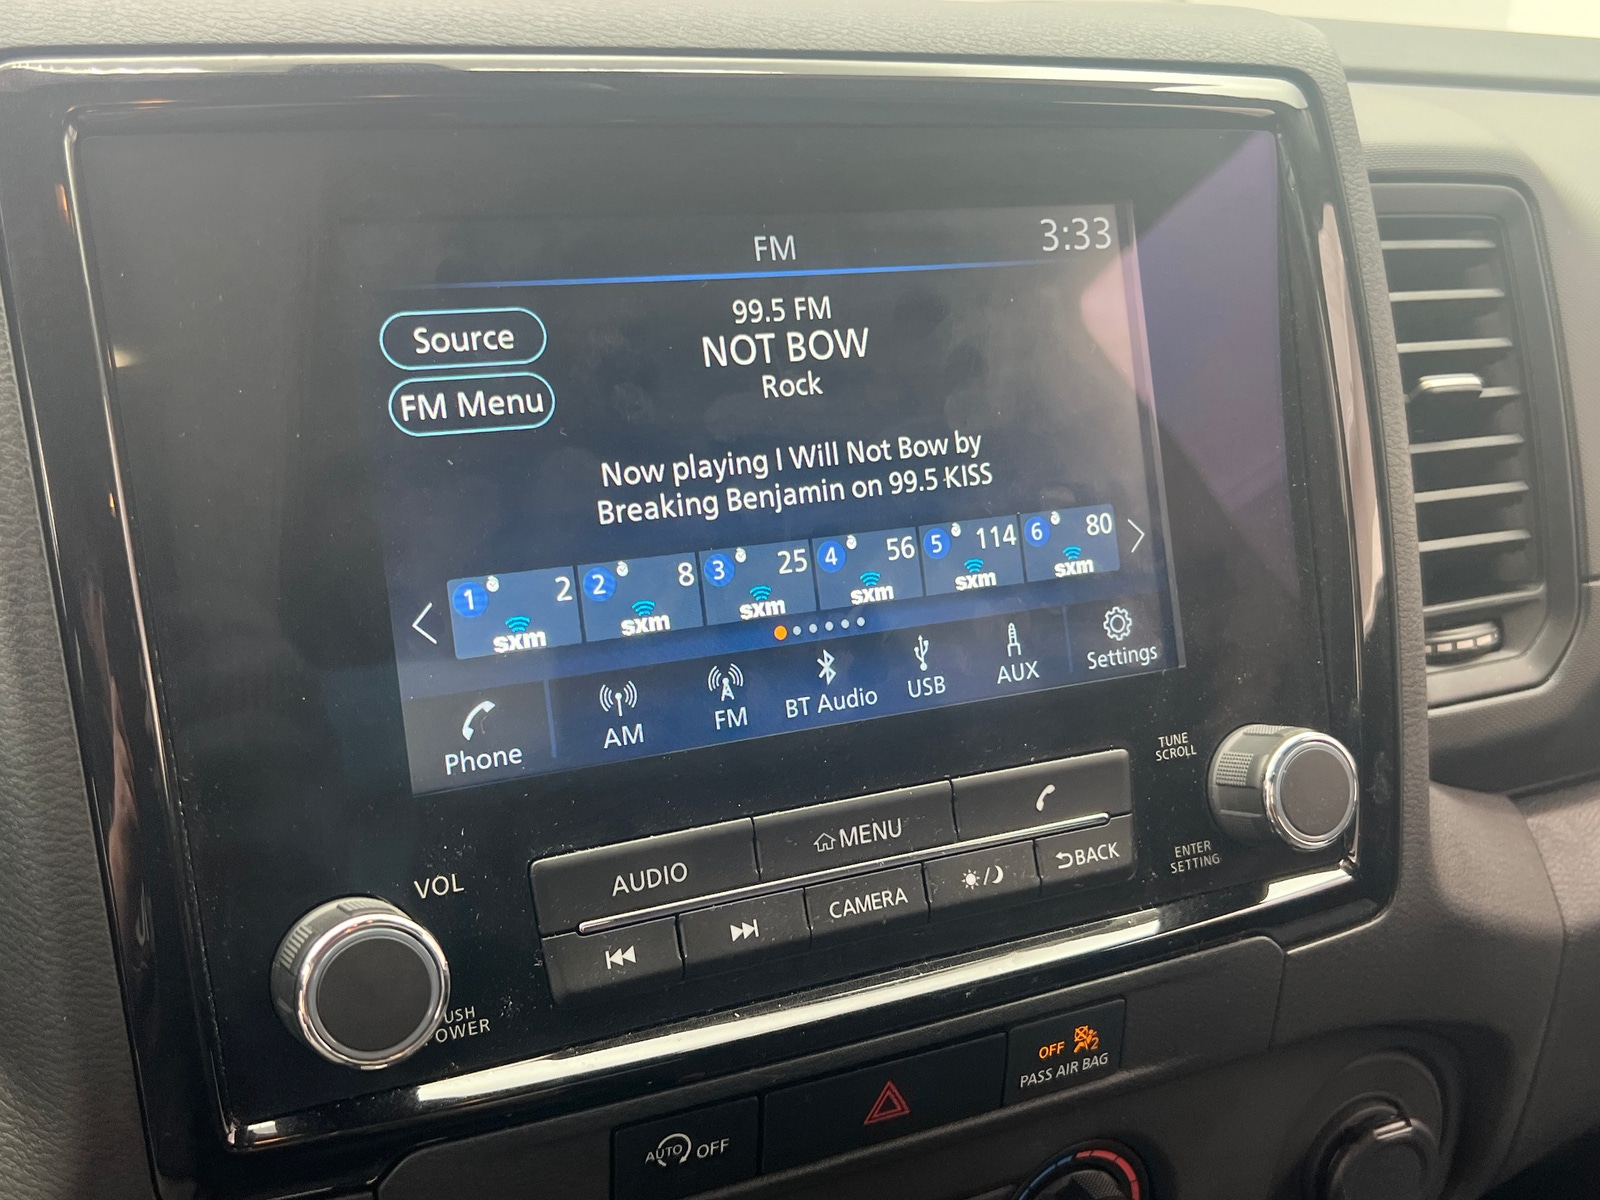 FM
3:33
Source
99.5 FM
NOT BOW
Rock
FM Menu
Now playing I Will Not Bow by
Breaking Benjamin on 99.5 KISS
1 2
sxm
2 8
sxm
3 25
sxm
4 56
sxm
5 114
sxm
6 80
sxm
Phone
AM
FM
BT Audio
USB
AUX
Settings
TUNE
SCROLL
VOL
AUDIO
MENU
CAMERA
BACK
ENTER
SETTING
USH
OWER
OFF 2
PASS AIR BAG
AUTO OFF